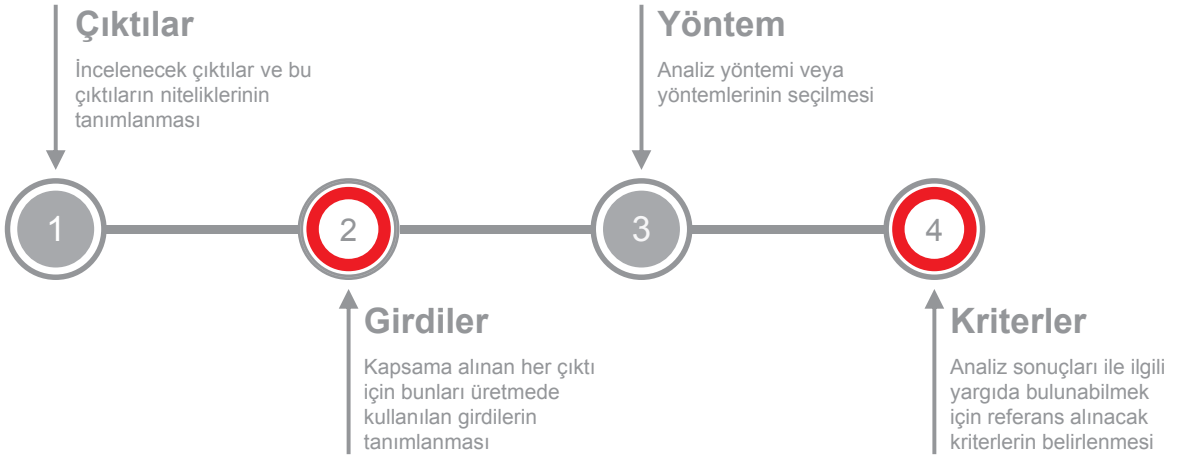 Çıktılar
İncelenecek çıktılar ve bu
çıktıların niteliklerinin
tanımlanması
Yöntem
Analiz yöntemi veya
yöntemlerinin seçilmesi
1
2
3
4
Girdiler
Kapsama alınan her çıktı
için bunları üretmede
kullanılan girdilerin
tanımlanması
Kriterler
Analiz sonuçları ile ilgili
yargıda bulunabilmek
için referans alınacak
kriterlerin belirlenmesi